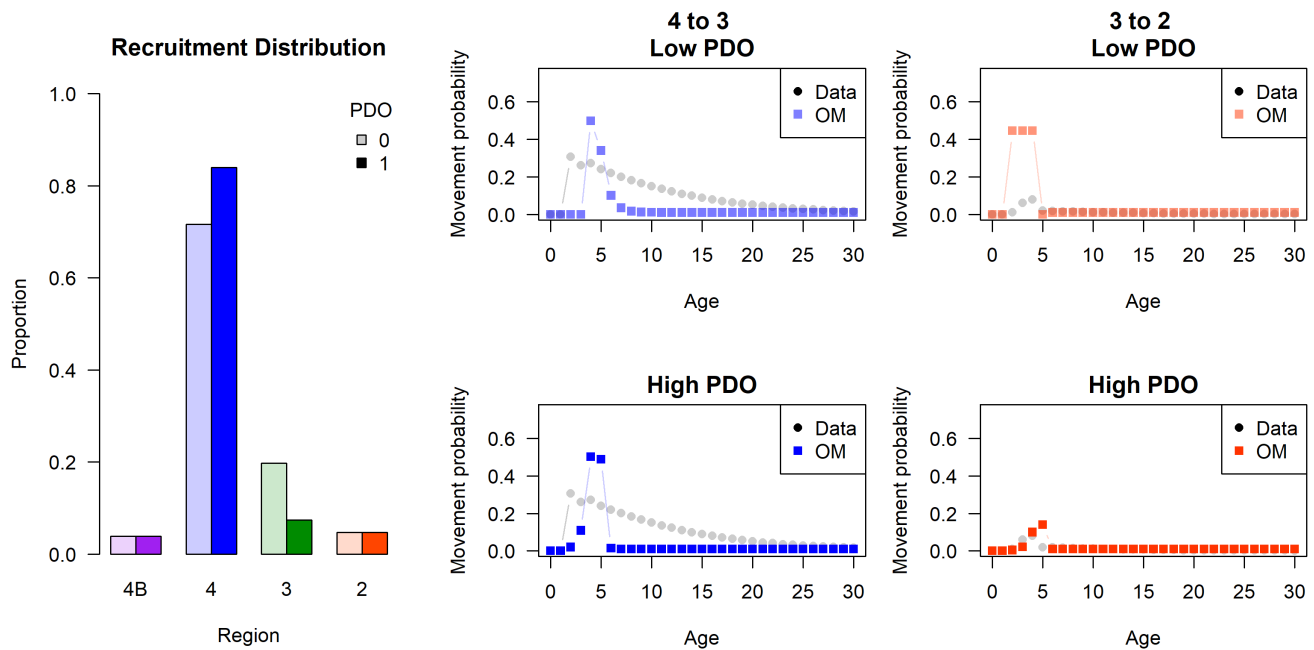 Recruitment Distribution
Proportion
1.0
0.8
0.6
0.4
0.2
0.0
PDO
0
1
4B
4
3
2
Region
4 to 3
Low PDO
Movement probability
0.6
0.4
0.2
0.0
Data
OM
0
5
10
15
20
25
30
Age
3 to 2
Low PDO
Movement probability
0.6
0.4
0.2
0.0
Data
OM
0
5
10
15
20
25
30
Age
High PDO
Movement probability
0.6
0.4
0.2
0.0
Data
OM
0
5
10
15
20
25
30
Age
High PDO
Movement probability
0.6
0.4
0.2
0.0
Data
OM
0
5
10
15
20
25
30
Age